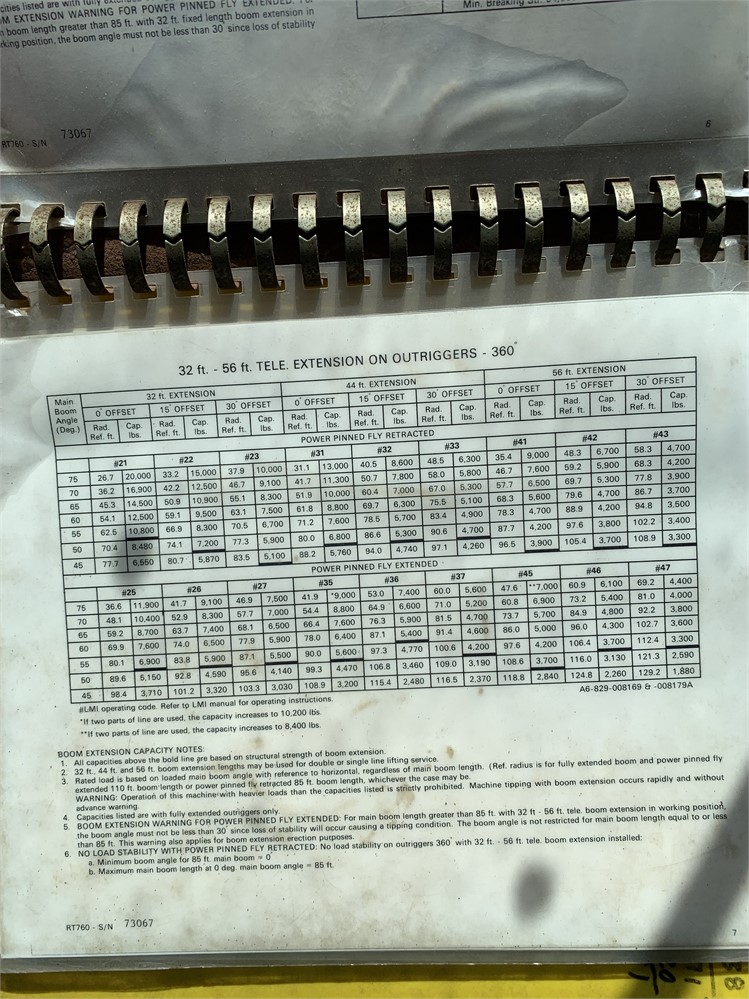 cities listed are with fully
M EXTENSION WARNING FOR POWER PINNED FLY EXTENDED: For
boom length greater than 85 ft. with 32 ft. fixed length boom extension in
rking position, the boom angle must not be less than 30 since loss of stability
Min. Breaking Str.
RT760 - S/N 73067
6
32 ft. - 56 ft. TELE. EXTENSION ON OUTRIGGERS - 360°
Main Boom Angle (Deg.) 32 ft. EXTENSION 44 ft. EXTENSION 56 ft. EXTENSION
0° OFFSET 15° OFFSET 30° OFFSET 0° OFFSET 15° OFFSET 30° OFFSET 0° OFFSET 15° OFFSET 30° OFFSET
Rad. Ref. ft. Cap. lbs. Rad. Ref. ft. Cap. lbs. Rad. Ref. ft. Cap. lbs. Rad. Ref. ft. Cap. lbs. Rad. Ref. ft. Cap. lbs. Rad. Ref. ft. Cap. lbs. Rad. Ref. ft. Cap. lbs. Rad. Ref. ft. Cap. lbs. Rad. Ref. ft. Cap. lbs.
POWER PINNED FLY RETRACTED
#21 #22 #23 #31 #32 #33 #41 #42 #43
75 26.7 20,000 33.2 15,000 37.9 10,000 31.1 13,000 40.5 8,600 48.5 6,300 35.4 9,000 48.3 6,700 58.3 4,700
70 36.2 16,900 42.2 12,500 46.7 9,100 41.7 11,300 50.7 7,800 58.0 5,800 46.7 7,600 59.2 5,900 68.3 4,200
65 45.3 14,500 50.9 10,900 55.1 8,300 51.9 10,000 60.4 7,000 67.0 5,300 57.7 6,500 69.7 5,300 77.8 3,900
60 54.1 12,500 59.1 9,500 63.1 7,500 61.8 8,800 69.7 6,300 75.5 5,100 68.3 5,600 79.6 4,700 86.7 3,700
55 62.5 10,800 66.9 8,300 70.5 6,700 71.2 7,600 78.5 5,700 83.4 4,900 78.3 4,700 88.9 4,200 94.8 3,500
50 70.4 8,480 74.1 7,200 77.3 5,900 80.0 6,800 86.6 5,300 90.6 4,700 87.7 4,200 97.6 3,800 102.2 3,400
45 77.7 6,550 80.7 5,870 83.5 5,100 88.2 5,760 94.0 4,740 97.1 4,260 96.5 3,900 105.4 3,700 108.9 3,300
POWER PINNED FLY EXTENDED
#25 #26 #27 #35 #36 #37 #45 #46 #47
75 36.6 11,900 41.7 9,100 46.9 7,500 41.9 *9,000 53.0 7,400 60.0 5,600 47.6 **7,000 60.9 6,100 69.2 4,400
70 48.1 10,400 52.9 8,300 57.7 7,000 54.4 8,800 64.9 6,600 71.0 5,200 60.8 6,900 73.2 5,400 81.0 4,000
65 59.2 8,700 63.7 7,400 68.1 6,500 66.4 7,600 76.3 5,900 81.5 4,700 73.7 5,700 84.9 4,800 92.2 3,800
60 69.9 7,600 74.0 6,500 77.9 5,900 78.0 6,400 87.1 5,400 91.4 4,600 86.0 5,000 96.0 4,300 102.7 3,600
55 80.1 6,900 83.8 5,900 87.1 5,500 90.0 5,600 97.3 4,770 100.6 4,200 97.6 4,200 106.4 3,700 112.4 3,300
50 89.6 5,150 92.8 4,590 95.6 4,140 99.3 4,470 106.8 3,460 109.0 3,190 108.6 3,700 116.0 3,130 121.3 2,590
45 98.4 3,710 101.2 3,320 103.3 3,030 108.9 3,200 115.4 2,480 116.5 2,370 118.8 2,840 124.8 2,260 129.2 1,880
#LMI operating code. Refer tp LMI manual for operating instructions.
A6-829-008169 & -008179A
*If two parts of line are used, the capacity increases to 10,200 lbs.
**If two parts of line are used, the capacity increases to 8,400 lbs.
BOOM EXTENSION CAPACITY NOTES:
1. All capacities above the bold line pre based on structural strength of boom extension.
2. 32 ft., 44 ft. and 56 ft. boom extension lengths may be used for double or single line lifting service.
3. Rated load is based on loaded main boom angle with reference to horizontal, regardless of main boom length. (Ref. radius is for fully extended boom and power pinned fly
extended 110 ft. boom length or power pinned fly retracted 85 ft. boom length, whichever the case may be.
WARNING: Operation of this machine with heavier loads than the capacities listed is strictly prohibited. Machine tipping with boom extension occurs rapidly and without
advance warning.
4. Capacities listed are with fully extended outriggers only.
5. BOOM EXTENSION WARNING FOR POWER PINNED FLY EXTENDED: For main boom length greater than 85 ft. with 32 ft - 56 ft. tele. boom extension in working position,
the boom angle must not be less than 30° since loss of stability will occur causing a tipping condition. The boom angle is not restricted for main boom length equal to or less
than 85 ft. This warning also applies for boom extension erection purposes.
6. NO LOAD STABILITY WITH POWER PINNED FLY RETRACTED: No load stability on outriggers 360° with 32 ft. - 56 ft. tele. boom extension installed:
a. Minimum boom angle for 85 ft. main boom = 0°
b. Maximum main boom length at 0 deg. main boom angle = 85 ft.
RT760 - S/N 73067
7